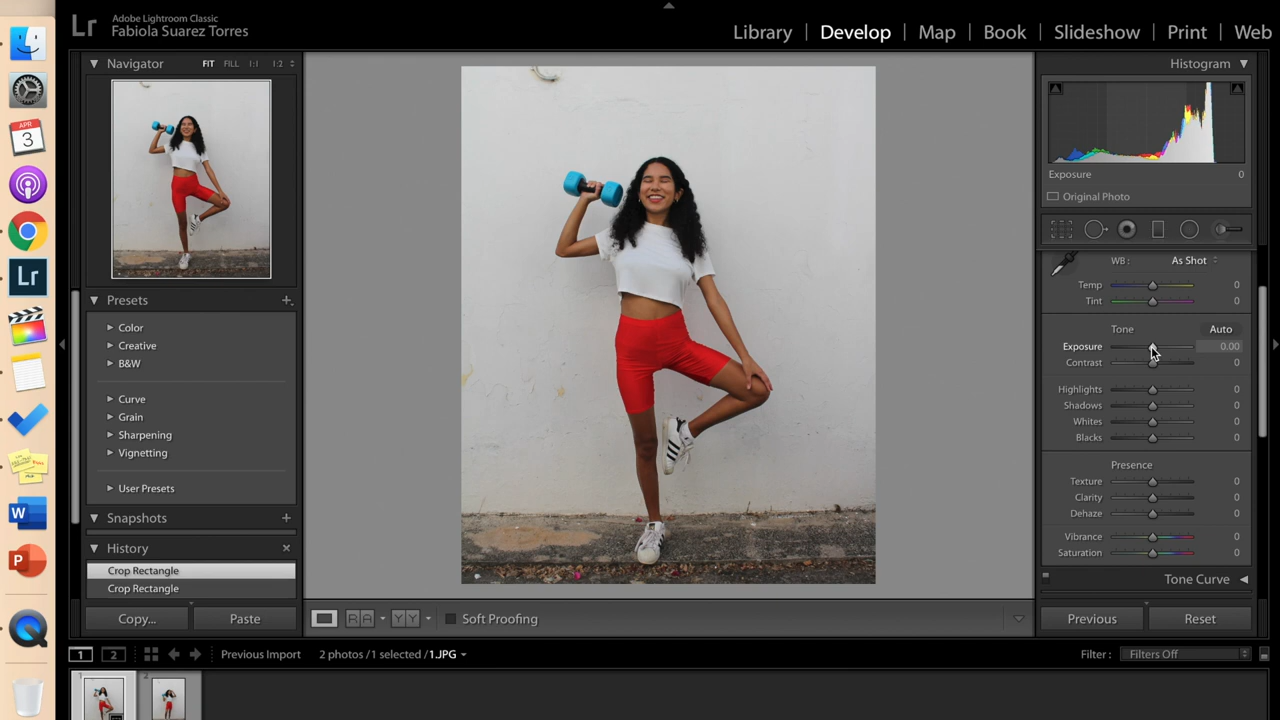 Lr
Adobe Lightroom Classic
Fabiola Suarez Torres
Library | Develop | Map | Book | Slideshow | Print | Web
Navigator FIT FILL 1:1 1:2
Presets +
Color
Creative
B&W
Curve
Grain
Sharpening
Vignetting
User Presets
Snapshots +
History ×
Crop Rectangle
Crop Rectangle
Copy... Paste
Soft Proofing
Histogram
Exposure 0
Original Photo
WB : As Shot
Temp 0
Tint 0
Tone Auto
Exposure 0.00
Contrast 0
Highlights 0
Shadows 0
Whites 0
Blacks 0
Presence
Texture 0
Clarity 0
Dehaze 0
Vibrance 0
Saturation 0
Tone Curve
Previous Reset
1 2 Previous Import 2 photos /1 selected /1.JPG Filter : Filters Off
1 2
APR
3
Lr
W
P